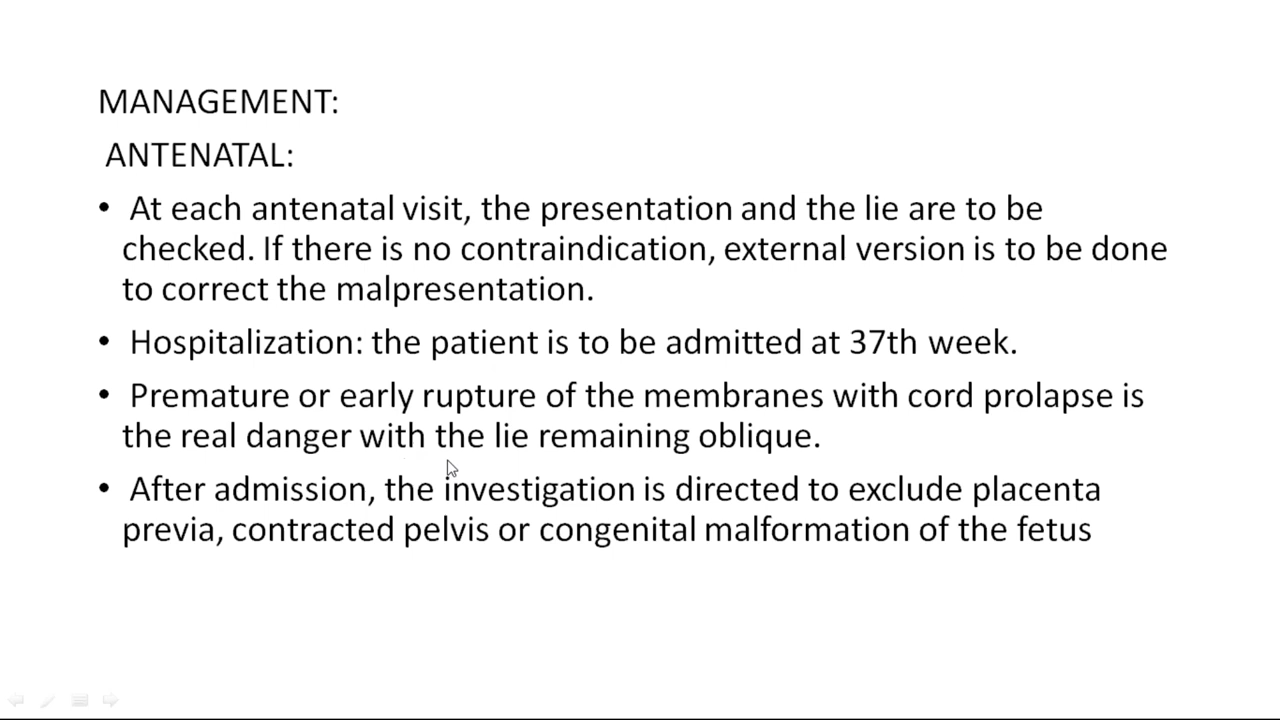 MANAGEMENT:
ANTENATAL:
• At each antenatal visit, the presentation and the lie are to be
checked. If there is no contraindication, external version is to be done
to correct the malpresentation.
• Hospitalization: the patient is to be admitted at 37th week.
• Premature or early rupture of the membranes with cord prolapse is
the real danger with the lie remaining oblique.
• After admission, the investigation is directed to exclude placenta
previa, contracted pelvis or congenital malformation of the fetus